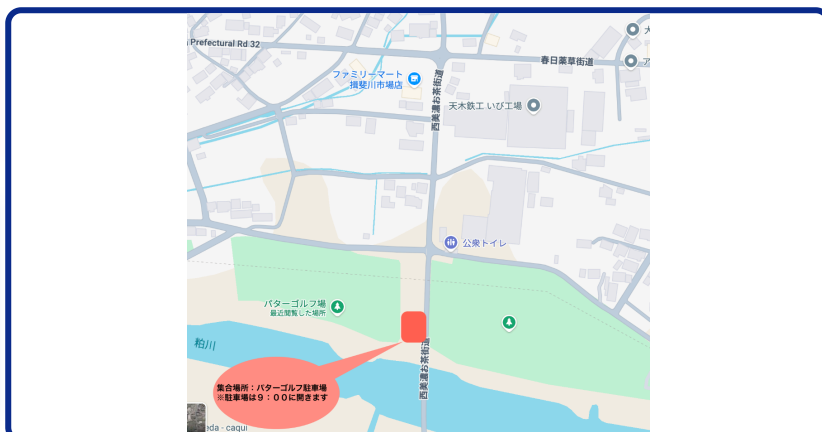 Prefectural Rd 32
春日薬草街道
ファミリーマート
揖斐川市場店
西美濃お茶街道
天木鉄工 いび工場
公衆トイレ
パターゴルフ場
最近閲覧した場所
粕川
西美濃お茶街道
集合場所：パターゴルフ駐車場
※駐車場は９：００に開きます
eda - caqui